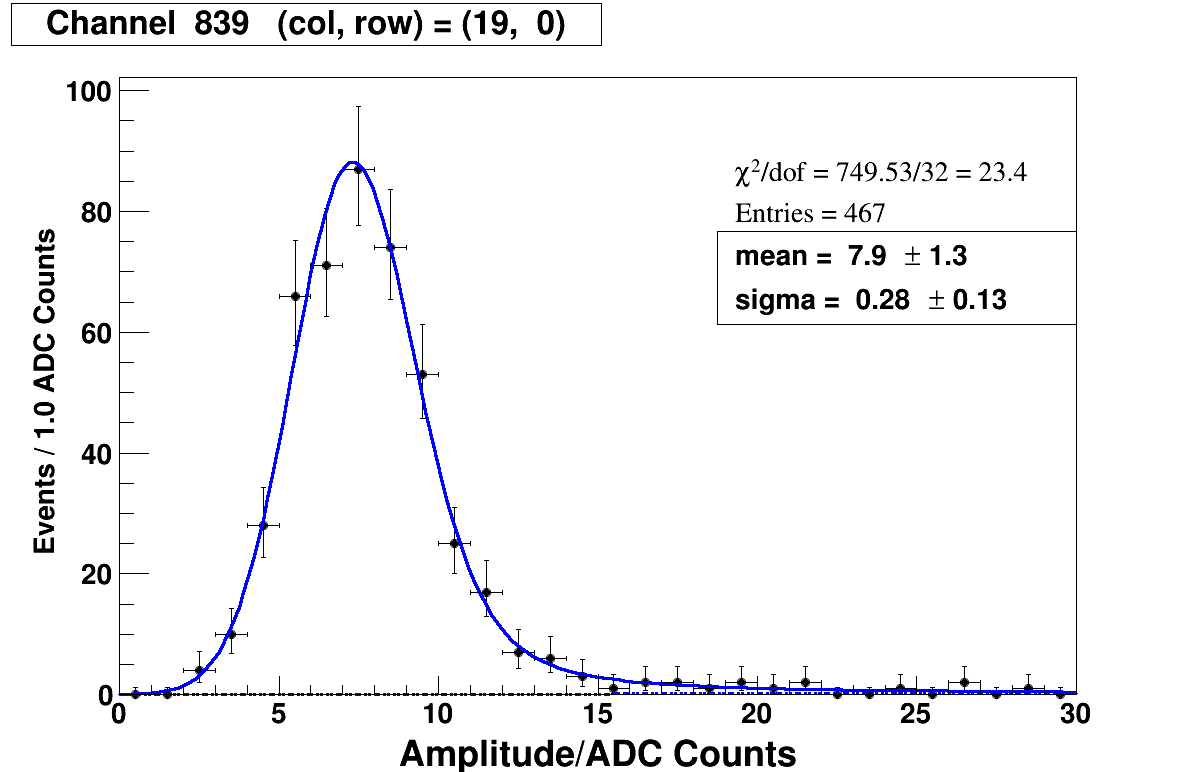 Channel 839 (col, row) = (19, 0)
100
80
60
40
20
0
Events / 1.0 ADC Counts
χ²/dof = 749.53/32 = 23.4
Entries = 467
mean = 7.9 ± 1.3
sigma = 0.28 ± 0.13
0 5 10 15 20 25 30
Amplitude/ADC Counts